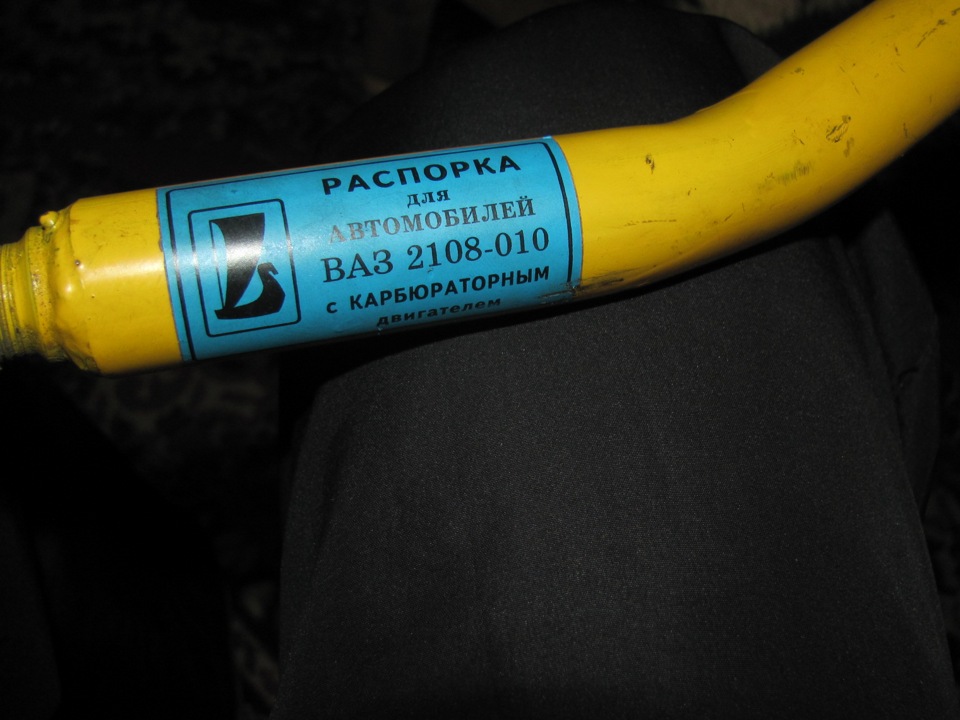 РАСПОРКА
для
АВТОМОБИЛЕЙ
ВАЗ 2108-010
с КАРБЮРАТОРНЫМ
двигателем